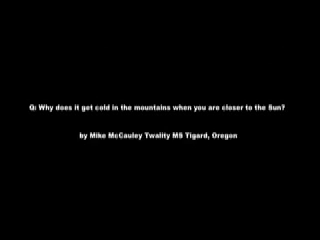 Q: Why does it get cold in the mountains when you are closer to the Sun?
by Mike McCauley Twality MS Tigard, Oregon